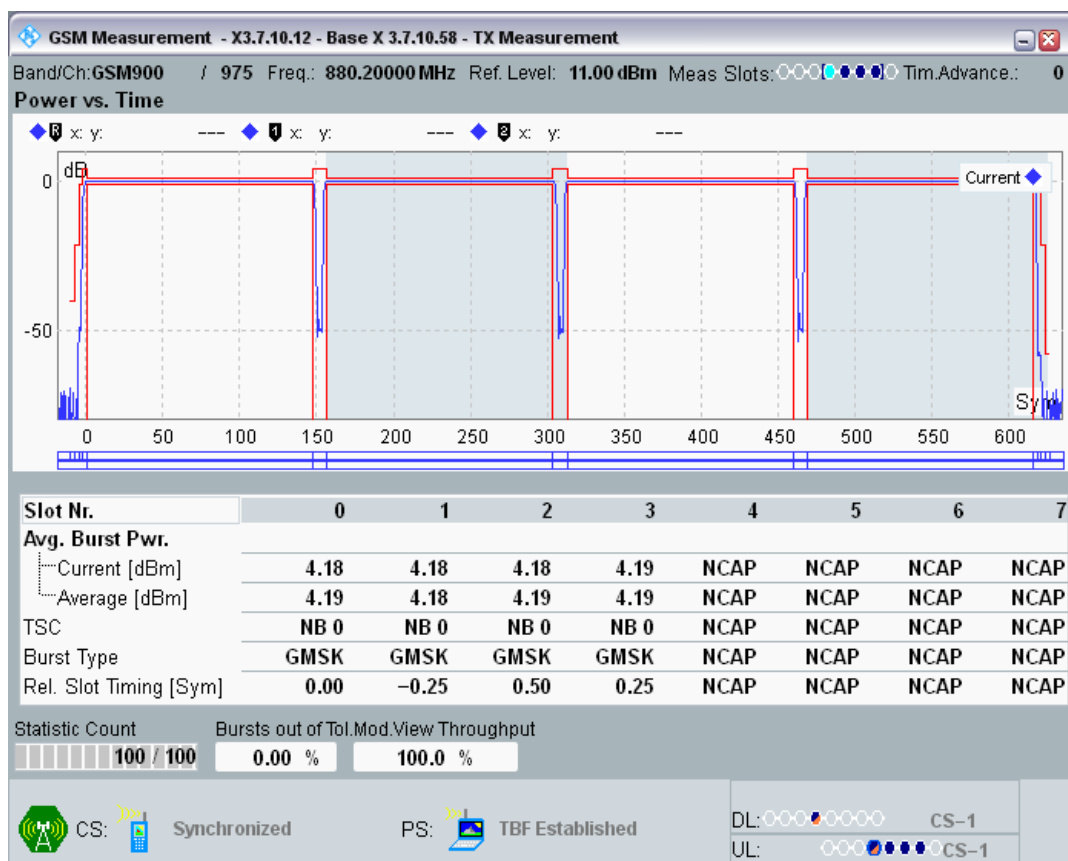 GSM Measurement - X3.7.10.12 - Base X 3.7.10.58 - TX Measurement
Band/Ch:GSM900 / 975 Freq.: 880.20000 MHz Ref. Level: 11.00 dBm Meas Slots: Tim.Advance.: 0
Power vs. Time
R x: y: --- 1 x: y: --- 2 x: y: ---
dB
Current
0
-50
Sym
0 50 100 150 200 250 300 350 400 450 500 550 600
Slot Nr. 0 1 2 3 4 5 6 7
Avg. Burst Pwr.
Current [dBm] 4.18 4.18 4.18 4.19 NCAP NCAP NCAP NCAP
Average [dBm] 4.19 4.18 4.19 4.19 NCAP NCAP NCAP NCAP
TSC NB 0 NB 0 NB 0 NB 0 NCAP NCAP NCAP NCAP
Burst Type GMSK GMSK GMSK GMSK NCAP NCAP NCAP NCAP
Rel. Slot Timing [Sym] 0.00 −0.25 0.50 0.25 NCAP NCAP NCAP NCAP
Statistic Count Bursts out of Tol.Mod.View Throughput
100 / 100 0.00 % 100.0 %
CS: Synchronized PS: TBF Established DL: CS−1
UL: CS−1